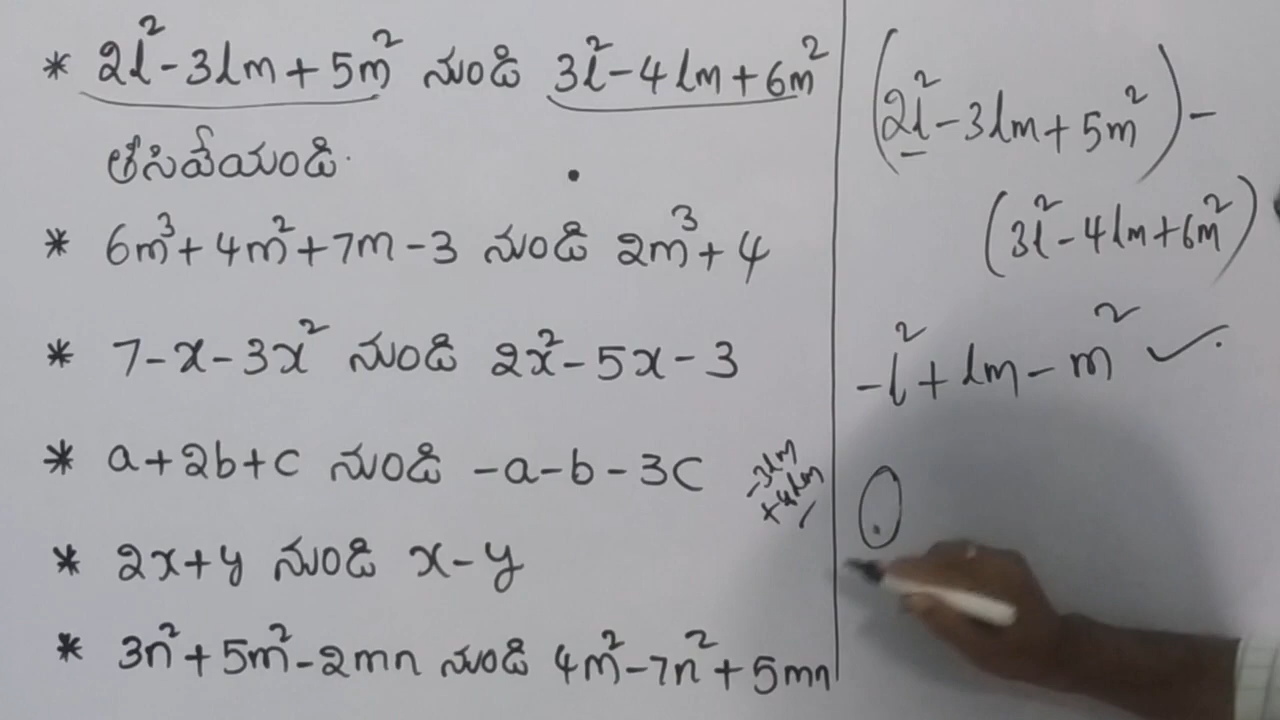 * 2l² - 3lm + 5m² నుండి 3l² - 4lm + 6m²
తీసివేయండి.
* 6m³ + 4m² + 7m - 3 నుండి 2m³ + 4
* 7 - x - 3x² నుండి 2x² - 5x - 3
* a + 2b + c నుండి -a - b - 3c
* 2x + y నుండి x - y
* 3n² + 5m² - 2mn నుండి 4m² - 7n² + 5mn
(2l² - 3lm + 5m²) -
(3l² - 4lm + 6m²)
-l² + lm - m² ✓.
-3lm
+4lm